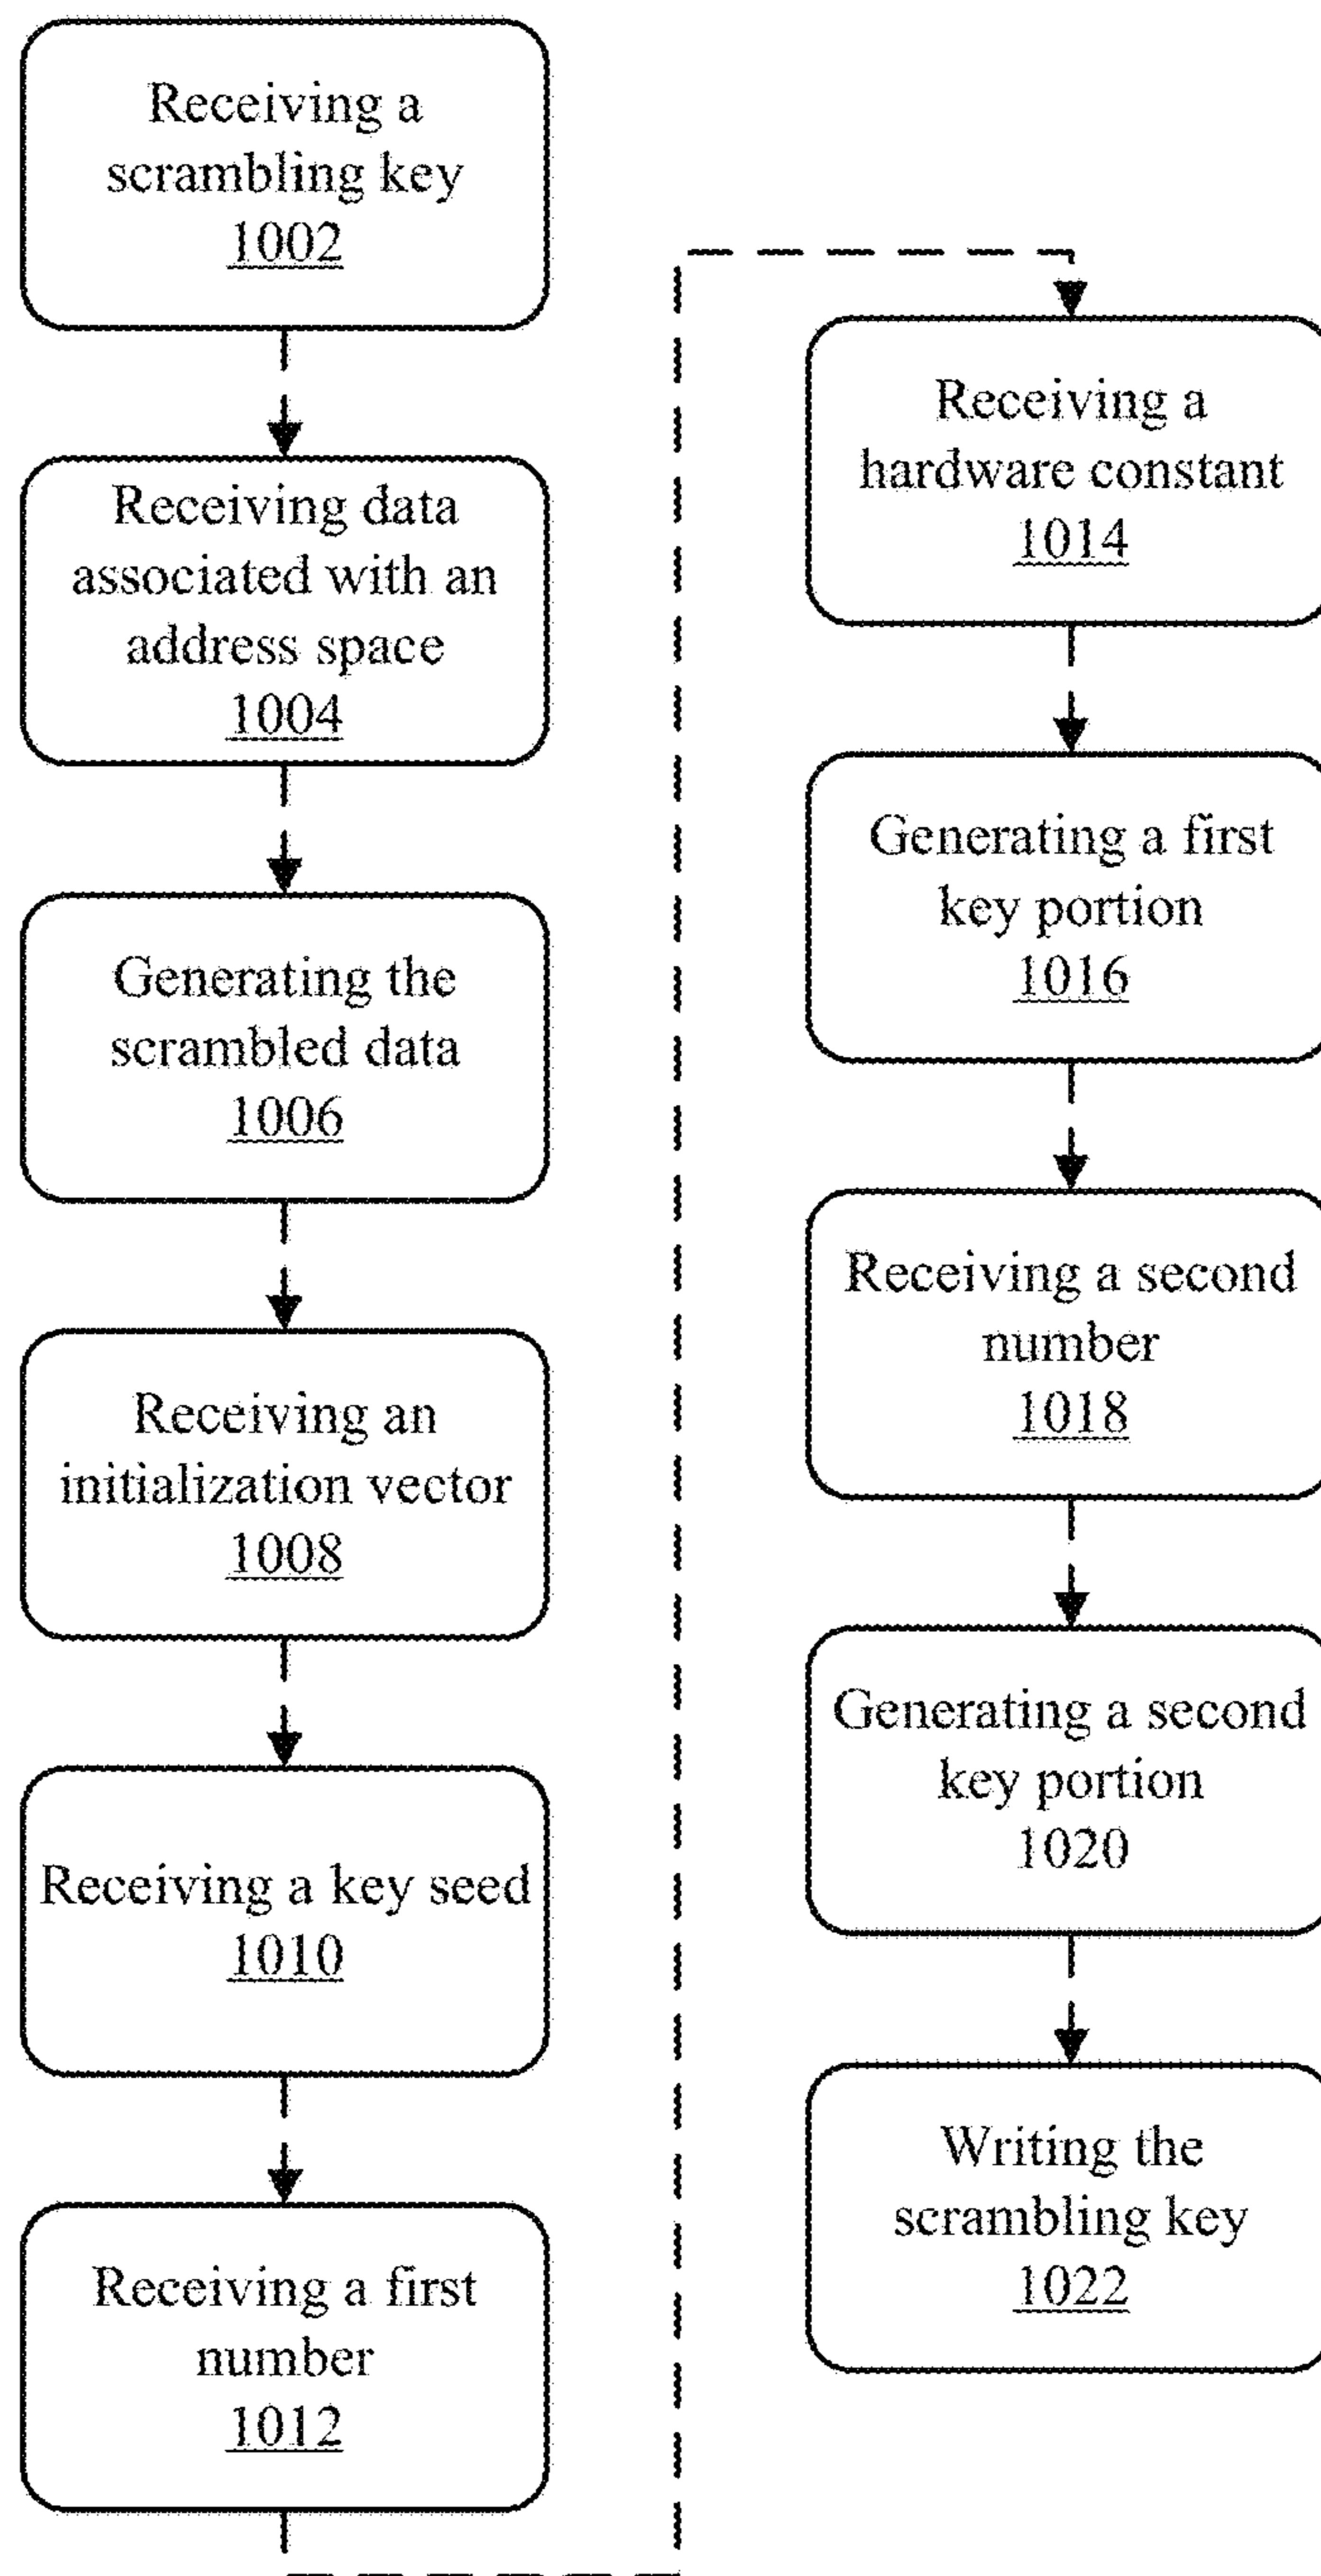 Receiving a
scrambling key
1002
Receiving data
associated with an
address space
1004
Generating the
scrambled data
1006
Receiving an
initialization vector
1008
Receiving a key seed
1010
Receiving a first
number
1012
Receiving a
hardware constant
1014
Generating a first
key portion
1016
Receiving a second
number
1018
Generating a second
key portion
1020
Writing the
scrambling key
1022